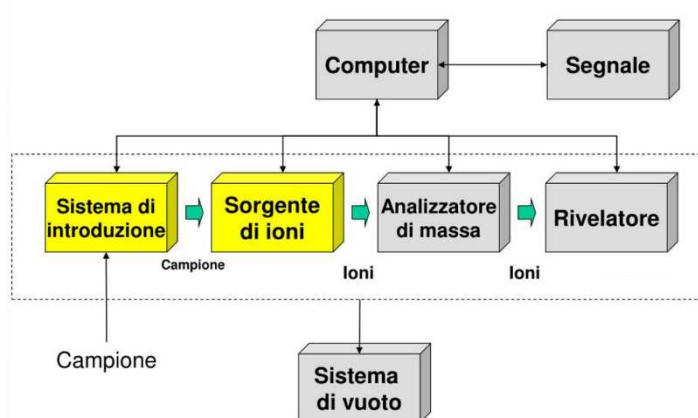 Computer
Segnale
Sistema di
introduzione
Sorgente
di ioni
Analizzatore
di massa
Rivelatore
Campione
Ioni
Ioni
Campione
Sistema
di vuoto